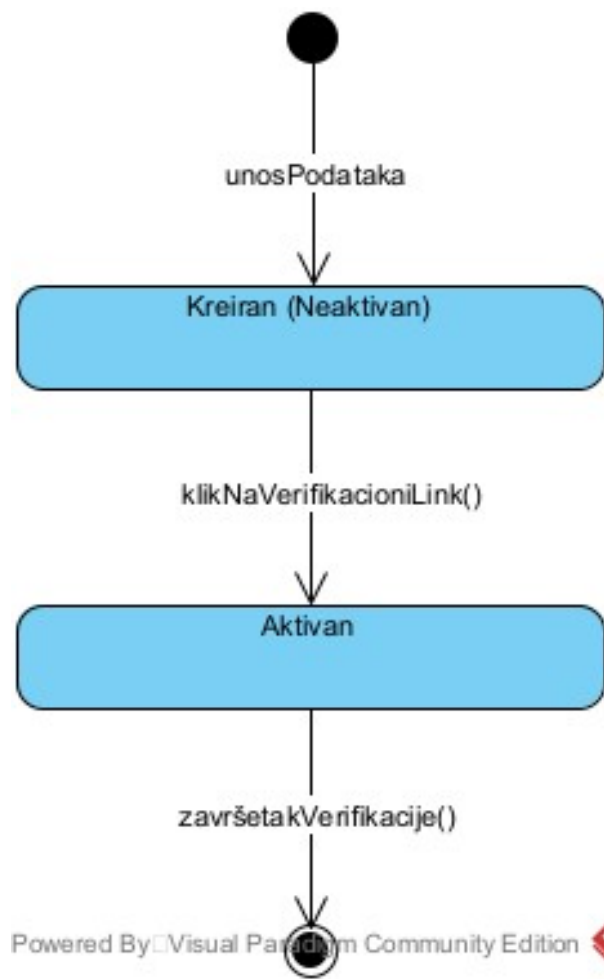 unosPodataka
Kreiran (Neaktivan)
klikNaVerifikacioniLink()
Aktivan
završetakVerifikacije()
Powered By Visual Paradigm Community Edition